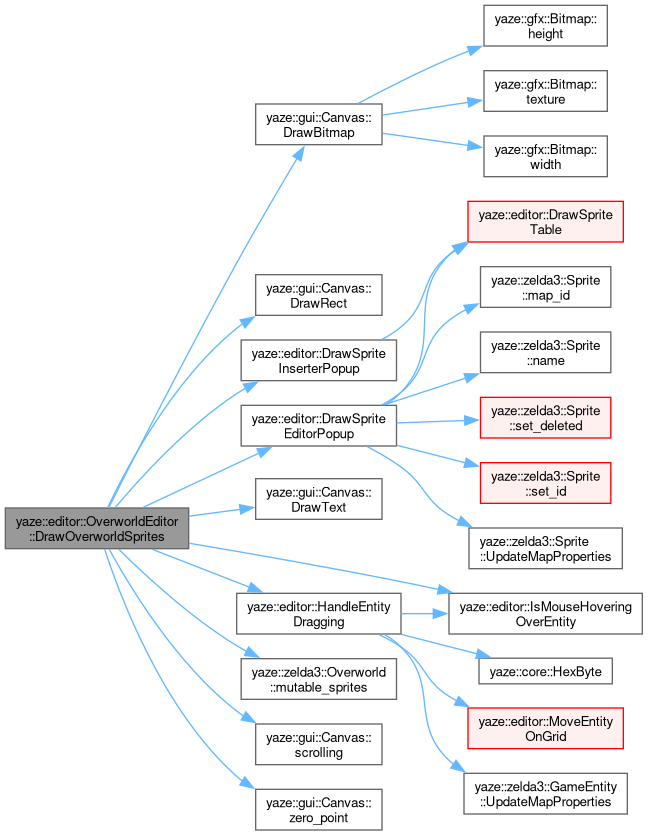 yaze::editor::OverworldEditor
::DrawOverworldSprites
yaze::gui::Canvas::
DrawBitmap
yaze::gfx::Bitmap::
height
yaze::gfx::Bitmap::
texture
yaze::gfx::Bitmap::
width
yaze::gui::Canvas::
DrawRect
yaze::editor::DrawSprite
InserterPopup
yaze::editor::DrawSprite
Table
yaze::editor::DrawSprite
EditorPopup
yaze::zelda3::Sprite
::map_id
yaze::zelda3::Sprite
::name
yaze::zelda3::Sprite
::set_deleted
yaze::zelda3::Sprite
::set_id
yaze::zelda3::Sprite
::UpdateMapProperties
yaze::gui::Canvas::
DrawText
yaze::editor::HandleEntity
Dragging
yaze::editor::IsMouseHovering
OverEntity
yaze::core::HexByte
yaze::editor::MoveEntity
OnGrid
yaze::zelda3::GameEntity
::UpdateMapProperties
yaze::zelda3::Overworld
::mutable_sprites
yaze::gui::Canvas::
scrolling
yaze::gui::Canvas::
zero_point